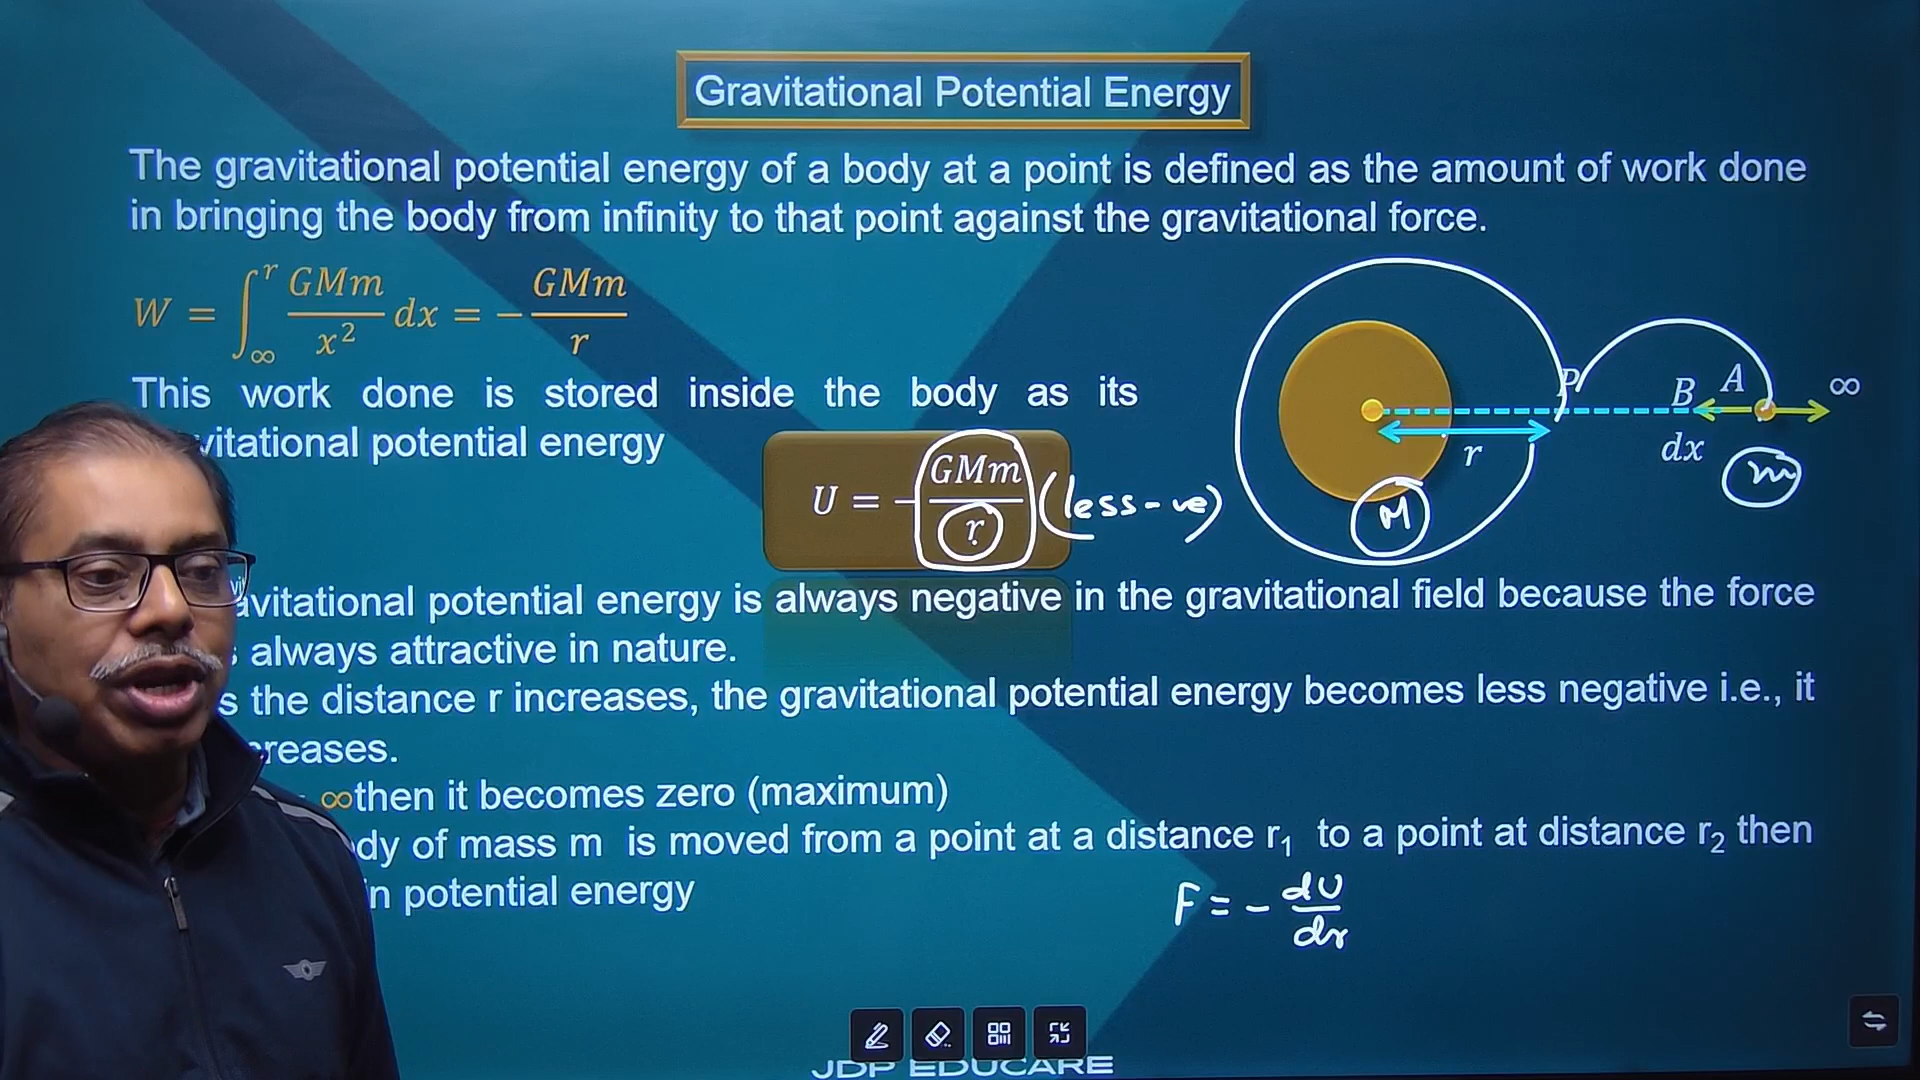 Gravitational Potential Energy
The gravitational potential energy of a body at a point is defined as the amount of work done
in bringing the body from infinity to that point against the gravitational force.
W = ∫_∞^r GMm/x² dx = − GMm/r
This work done is stored inside the body as its
vitational potential energy
U = − GMm/r (less-ve)
P B A ∞
r dx m
M
avitational potential energy is always negative in the gravitational field because the force
s always attractive in nature.
s the distance r increases, the gravitational potential energy becomes less negative i.e., it
creases.
∞then it becomes zero (maximum)
dy of mass m is moved from a point at a distance r₁ to a point at distance r₂ then
in potential energy
F = − dU/dr
JDP EDUCARE